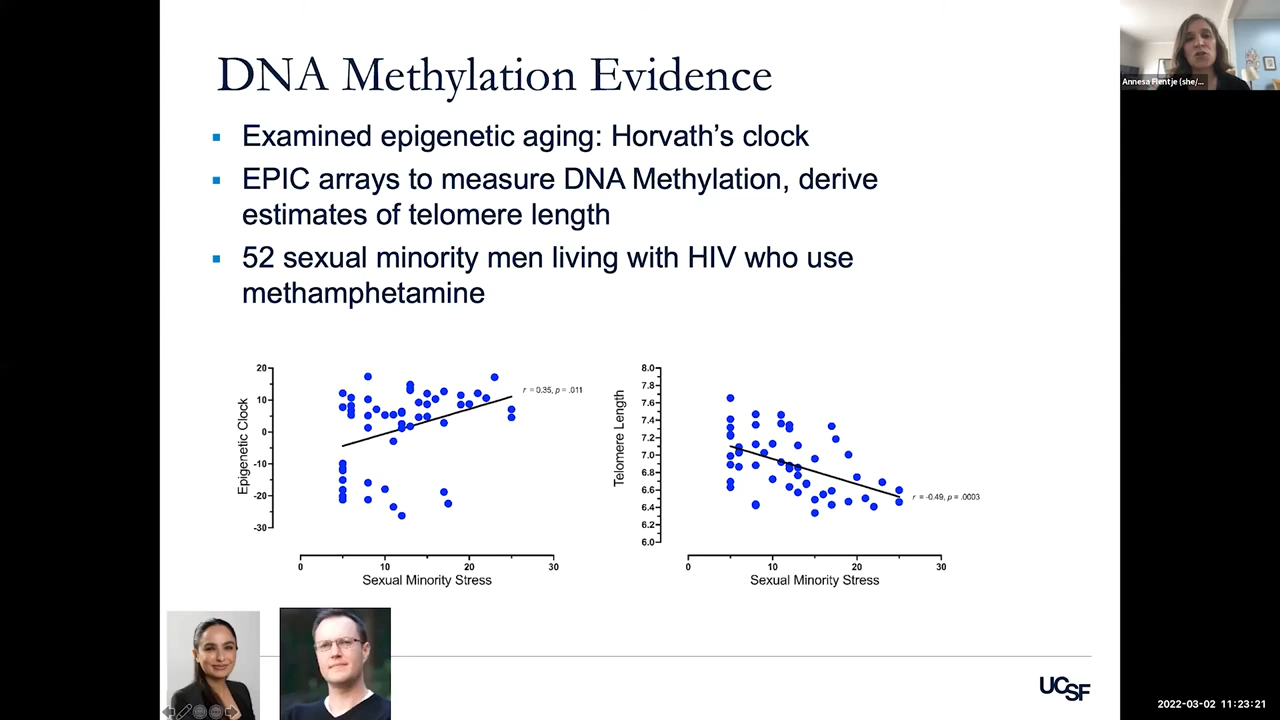 DNA Methylation Evidence
Annesa Flentje (she/...
Examined epigenetic aging: Horvath's clock
EPIC arrays to measure DNA Methylation, derive
estimates of telomere length
52 sexual minority men living with HIV who use
methamphetamine
20
10
0
-10
-20
-30
Epigenetic Clock
r = 0.35, p = .011
0
10
20
30
Sexual Minority Stress
8.0
7.8
7.6
7.4
7.2
7.0
6.8
6.6
6.4
6.2
6.0
Telomere Length
r = -0.49, p = .0003
0
10
20
30
Sexual Minority Stress
UCSF
2022-03-02 11:23:21